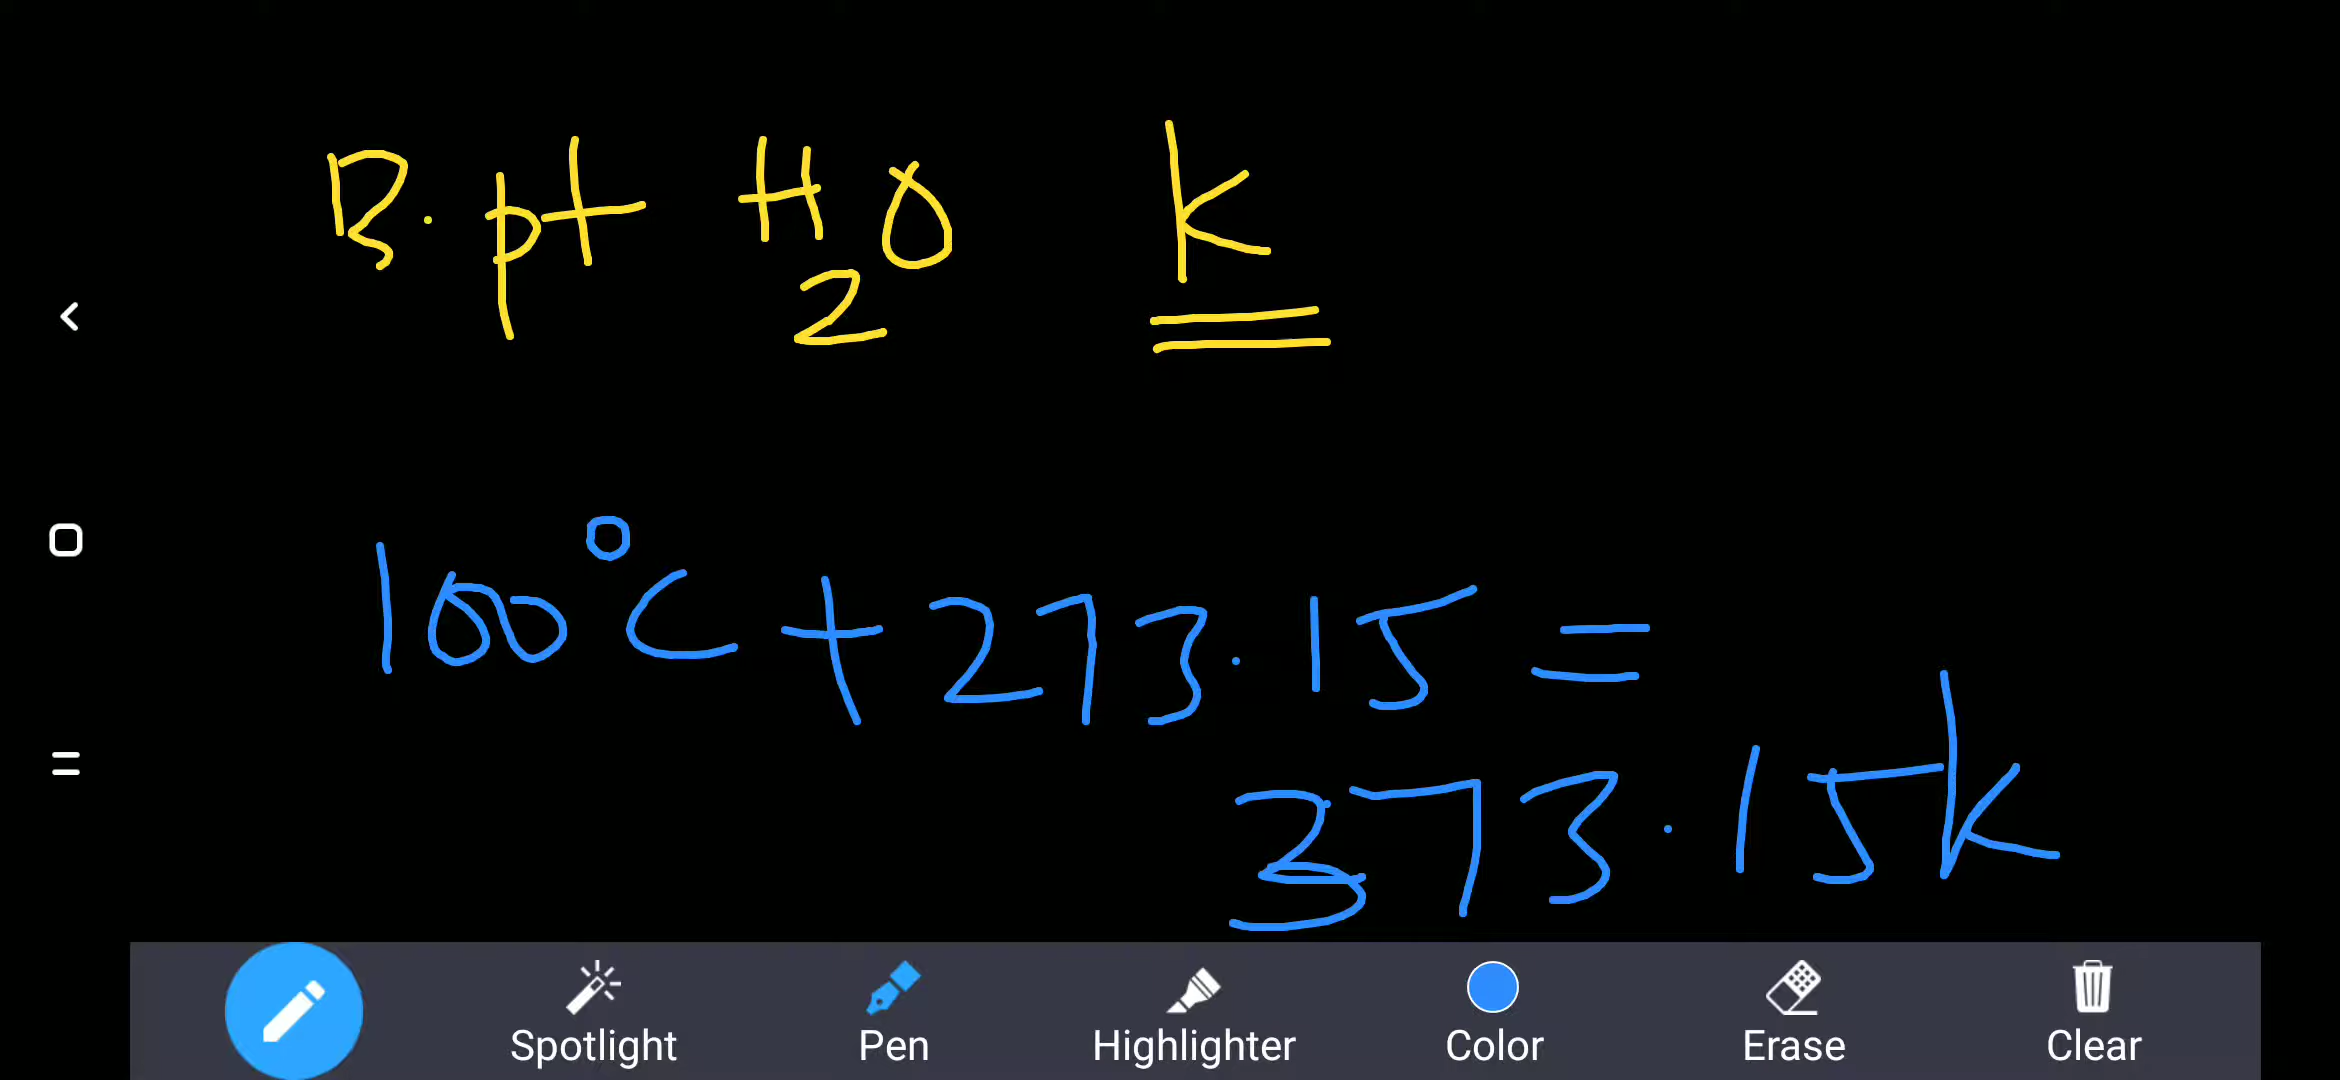 B.pt H2O K
100°C + 273.15 =
373.15K
Spotlight Pen Highlighter Color Erase Clear